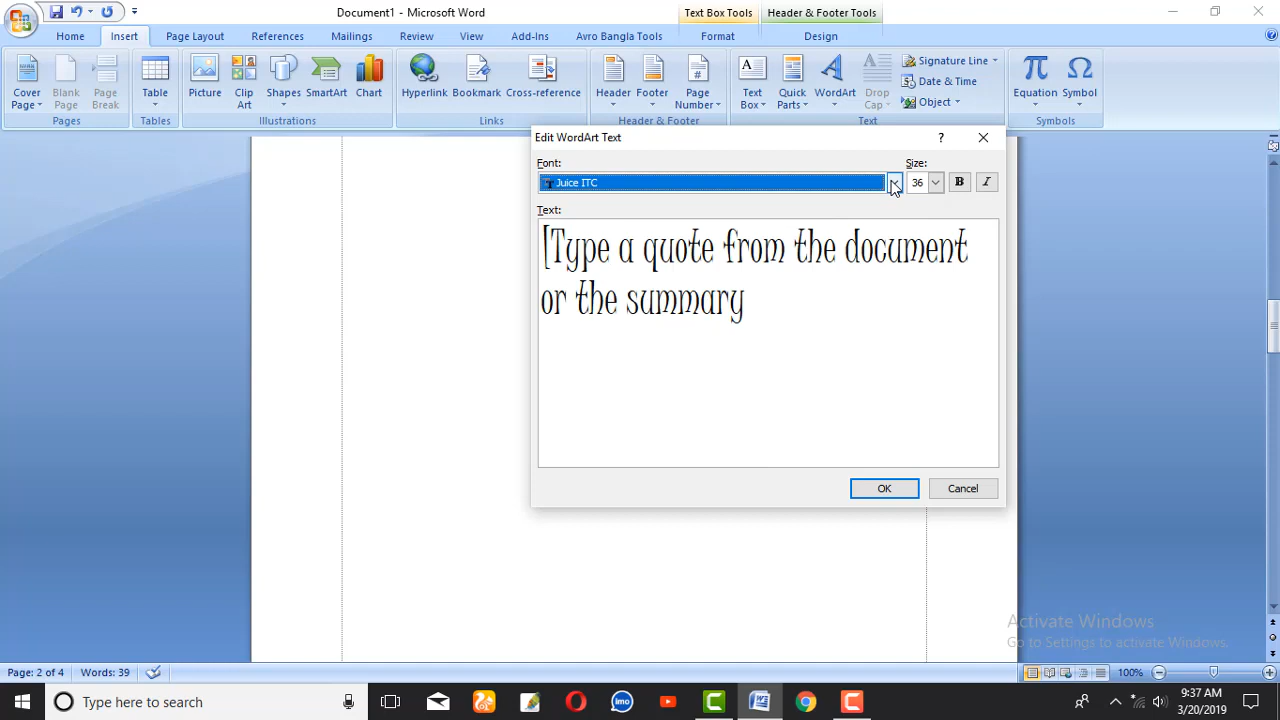 Document1 - Microsoft Word
Text Box Tools
Header & Footer Tools
Home
Insert
Page Layout
References
Mailings
Review
View
Add-Ins
Avro Bangla Tools
Format
Design
Cover Page
Blank Page
Page Break
Table
Picture
Clip Art
Shapes
SmartArt
Chart
Hyperlink
Bookmark
Cross-reference
Header
Footer
Page Number
Text Box
Quick Parts
WordArt
Drop Cap
Signature Line
Date & Time
Object
Equation
Symbol
Pages
Tables
Illustrations
Links
Header & Footer
Text
Symbols
Edit WordArt Text
?
Font:
Size:
Juice ITC
36
B
I
Text:
[Type a quote from the document
or the summary
OK
Cancel
Activate Windows
Go to Settings to activate Windows.
Page: 2 of 4
Words: 39
100%
Type here to search
imo
9:37 AM
3/20/2019